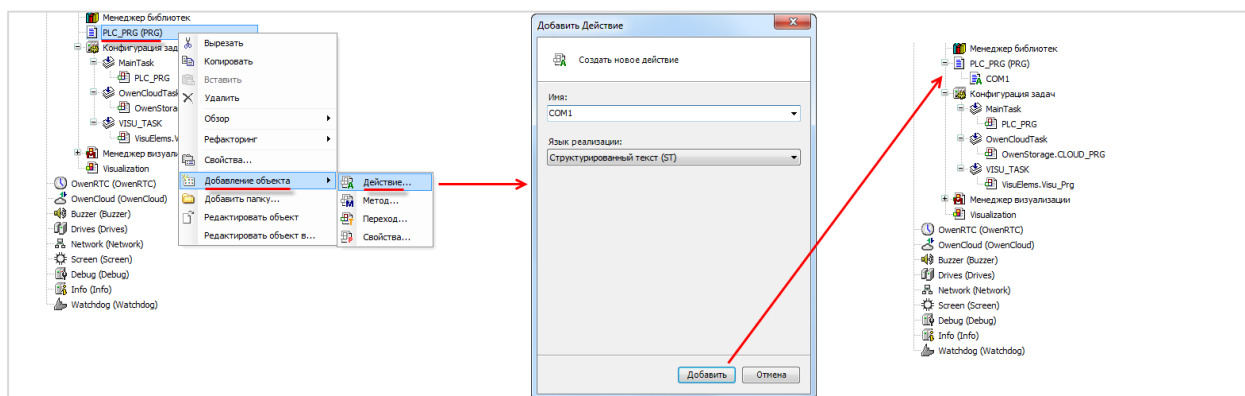 Менеджер библиотек
PLC_PRG (PRG)
Конфигурация зад
MainTask
PLC_PRG
OwenCloudTask
OwenStora
VISU_TASK
VisuElems.V
Менеджер визуали
Visualization
OwenRTC (OwenRTC)
OwenCloud (OwenCloud)
Buzzer (Buzzer)
Drives (Drives)
Network (Network)
Screen (Screen)
Debug (Debug)
Info (Info)
Watchdog (Watchdog)
Вырезать
Копировать
Вставить
Удалить
Обзор
Рефакторинг
Свойства...
Добавление объекта
Добавить папку...
Редактировать объект
Редактировать объект в...
Действие...
Метод...
Переход...
Свойства...
Добавить Действие
Создать новое действие
Имя:
COM1
Язык реализации:
Структурированный текст (ST)
Добавить
Отмена
Менеджер библиотек
PLC_PRG (PRG)
COM1
Конфигурация задач
MainTask
PLC_PRG
OwenCloudTask
OwenStorage.CLOUD_PRG
VISU_TASK
VisuElems.Visu_Prg
Менеджер визуализации
Visualization
OwenRTC (OwenRTC)
OwenCloud (OwenCloud)
Buzzer (Buzzer)
Drives (Drives)
Network (Network)
Screen (Screen)
Debug (Debug)
Info (Info)
Watchdog (Watchdog)